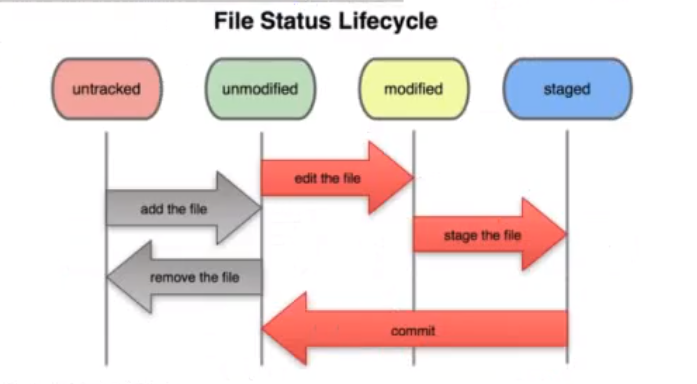 File Status Lifecycle
untracked
unmodified
modified
staged
edit the file
add the file
stage the file
remove the file
commit